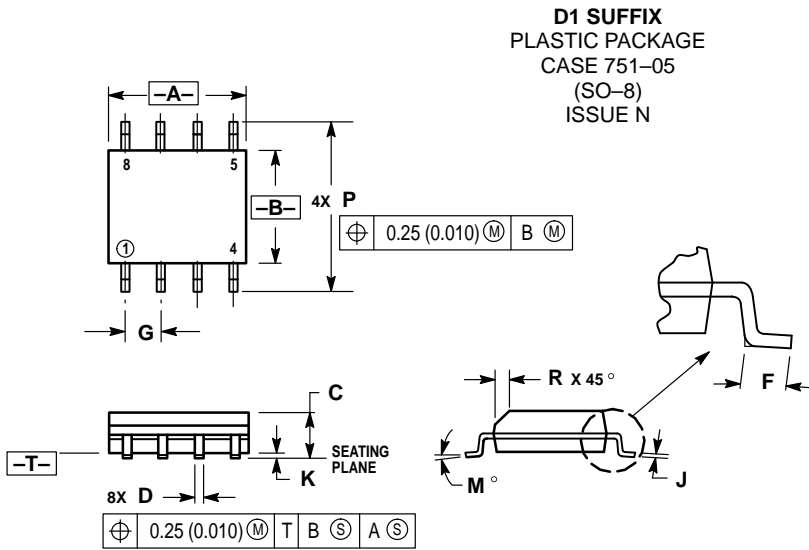 D1 SUFFIX
PLASTIC PACKAGE
CASE 751–05
(SO–8)
ISSUE N
–A–
8 5
–B–
4X P
⌖ 0.25 (0.010) Ⓜ B Ⓜ
① 4
G
F
C
R X 45°
–T–
K
SEATING
PLANE
M°
J
8X D
⌖ 0.25 (0.010) Ⓜ T B Ⓢ A Ⓢ